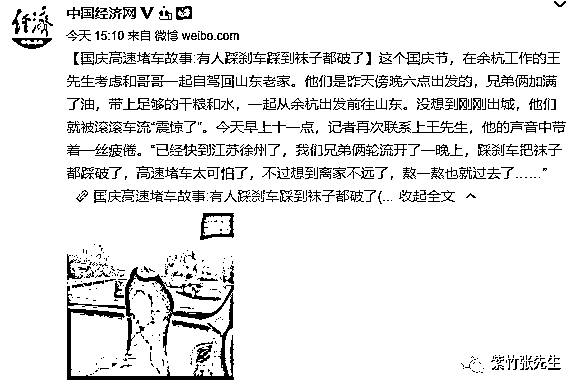 经济
中国经济网
今天 15:10 来自 微博 weibo.com
【国庆高速堵车故事:有人踩刹车踩到袜子都破了】这个国庆节，在余杭工作的王
先生考虑和哥哥一起自驾回山东老家。他们是昨天傍晚六点出发的，兄弟俩加满
了油，带上足够的干粮和水，一起从余杭出发前往山东。没想到刚刚出城，他们
就被滚滚车流“震惊了”。今天早上十一点，记者再次联系上王先生，他的声音中带
着一丝疲倦。“已经快到江苏徐州了，我们兄弟俩轮流开了一晚上，踩刹车把袜子
都踩破了，高速堵车太可怕了，不过想到离家不远了，熬一熬也就过去了……”
国庆高速堵车故事:有人踩刹车踩到袜子都破了(... 收起全文
紫竹张先生